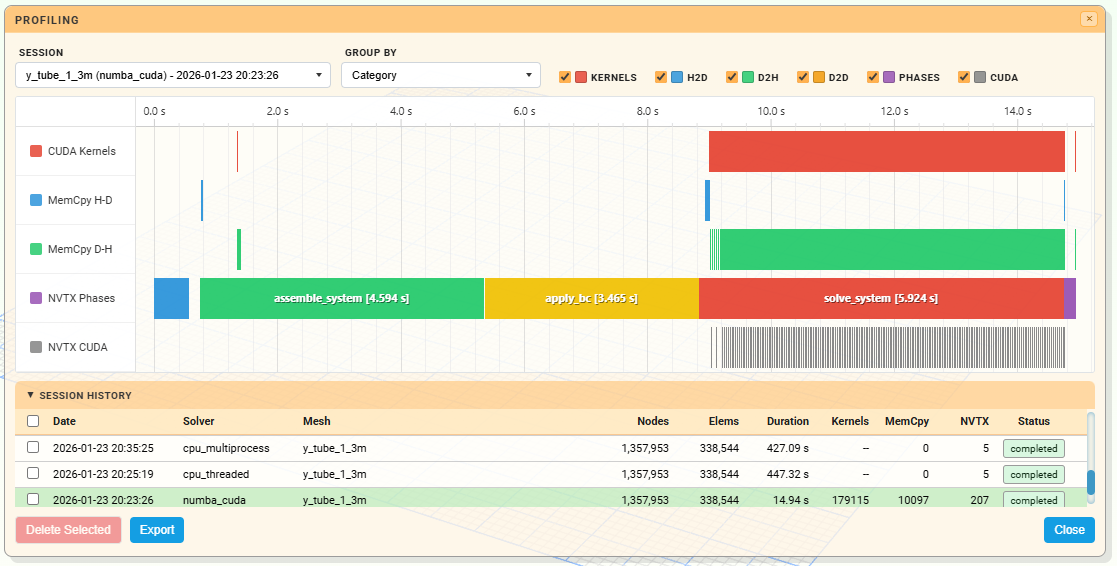 PROFILING
SESSION GROUP BY
y_tube_1_3m (numba_cuda) - 2026-01-23 20:23:26 Category KERNELS H2D D2H D2D PHASES CUDA
0.0 s 2.0 s 4.0 s 6.0 s 8.0 s 10.0 s 12.0 s 14.0 s
CUDA Kernels
MemCpy H-D
MemCpy D-H
NVTX Phases assemble_system [4.594 s] apply_bc [3.465 s] solve_system [5.924 s]
NVTX CUDA
▼ SESSION HISTORY
Date Solver Mesh Nodes Elems Duration Kernels MemCpy NVTX Status
2026-01-23 20:35:25 cpu_multiprocess y_tube_1_3m 1,357,953 338,544 427.09 s -- 0 5 completed
2026-01-23 20:25:19 cpu_threaded y_tube_1_3m 1,357,953 338,544 447.32 s -- 0 5 completed
2026-01-23 20:23:26 numba_cuda y_tube_1_3m 1,357,953 338,544 14.94 s 179115 10097 207 completed
Delete Selected Export Close